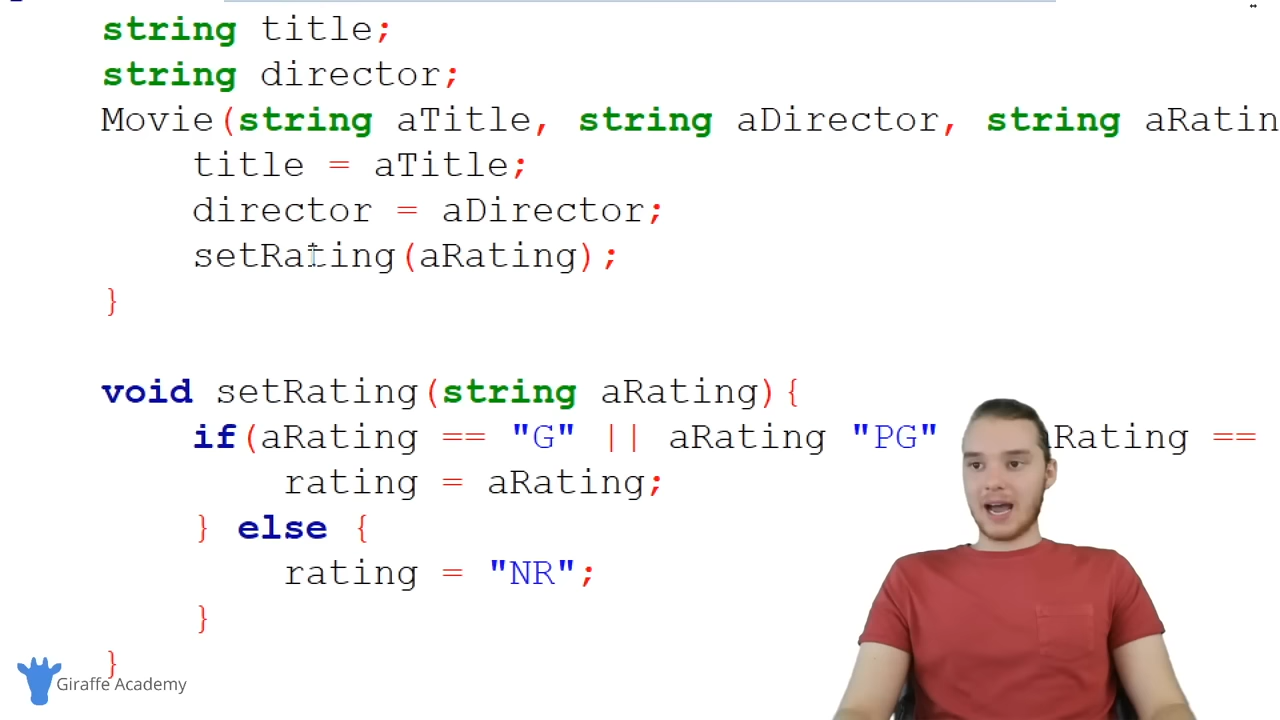 string title;
string director;
Movie(string aTitle, string aDirector, string aRatin
title = aTitle;
director = aDirector;
setRating(aRating);
}
void setRating(string aRating){
if(aRating == "G" || aRating "PG" Rating ==
rating = aRating;
} else {
rating = "NR";
}
}
Giraffe Academy